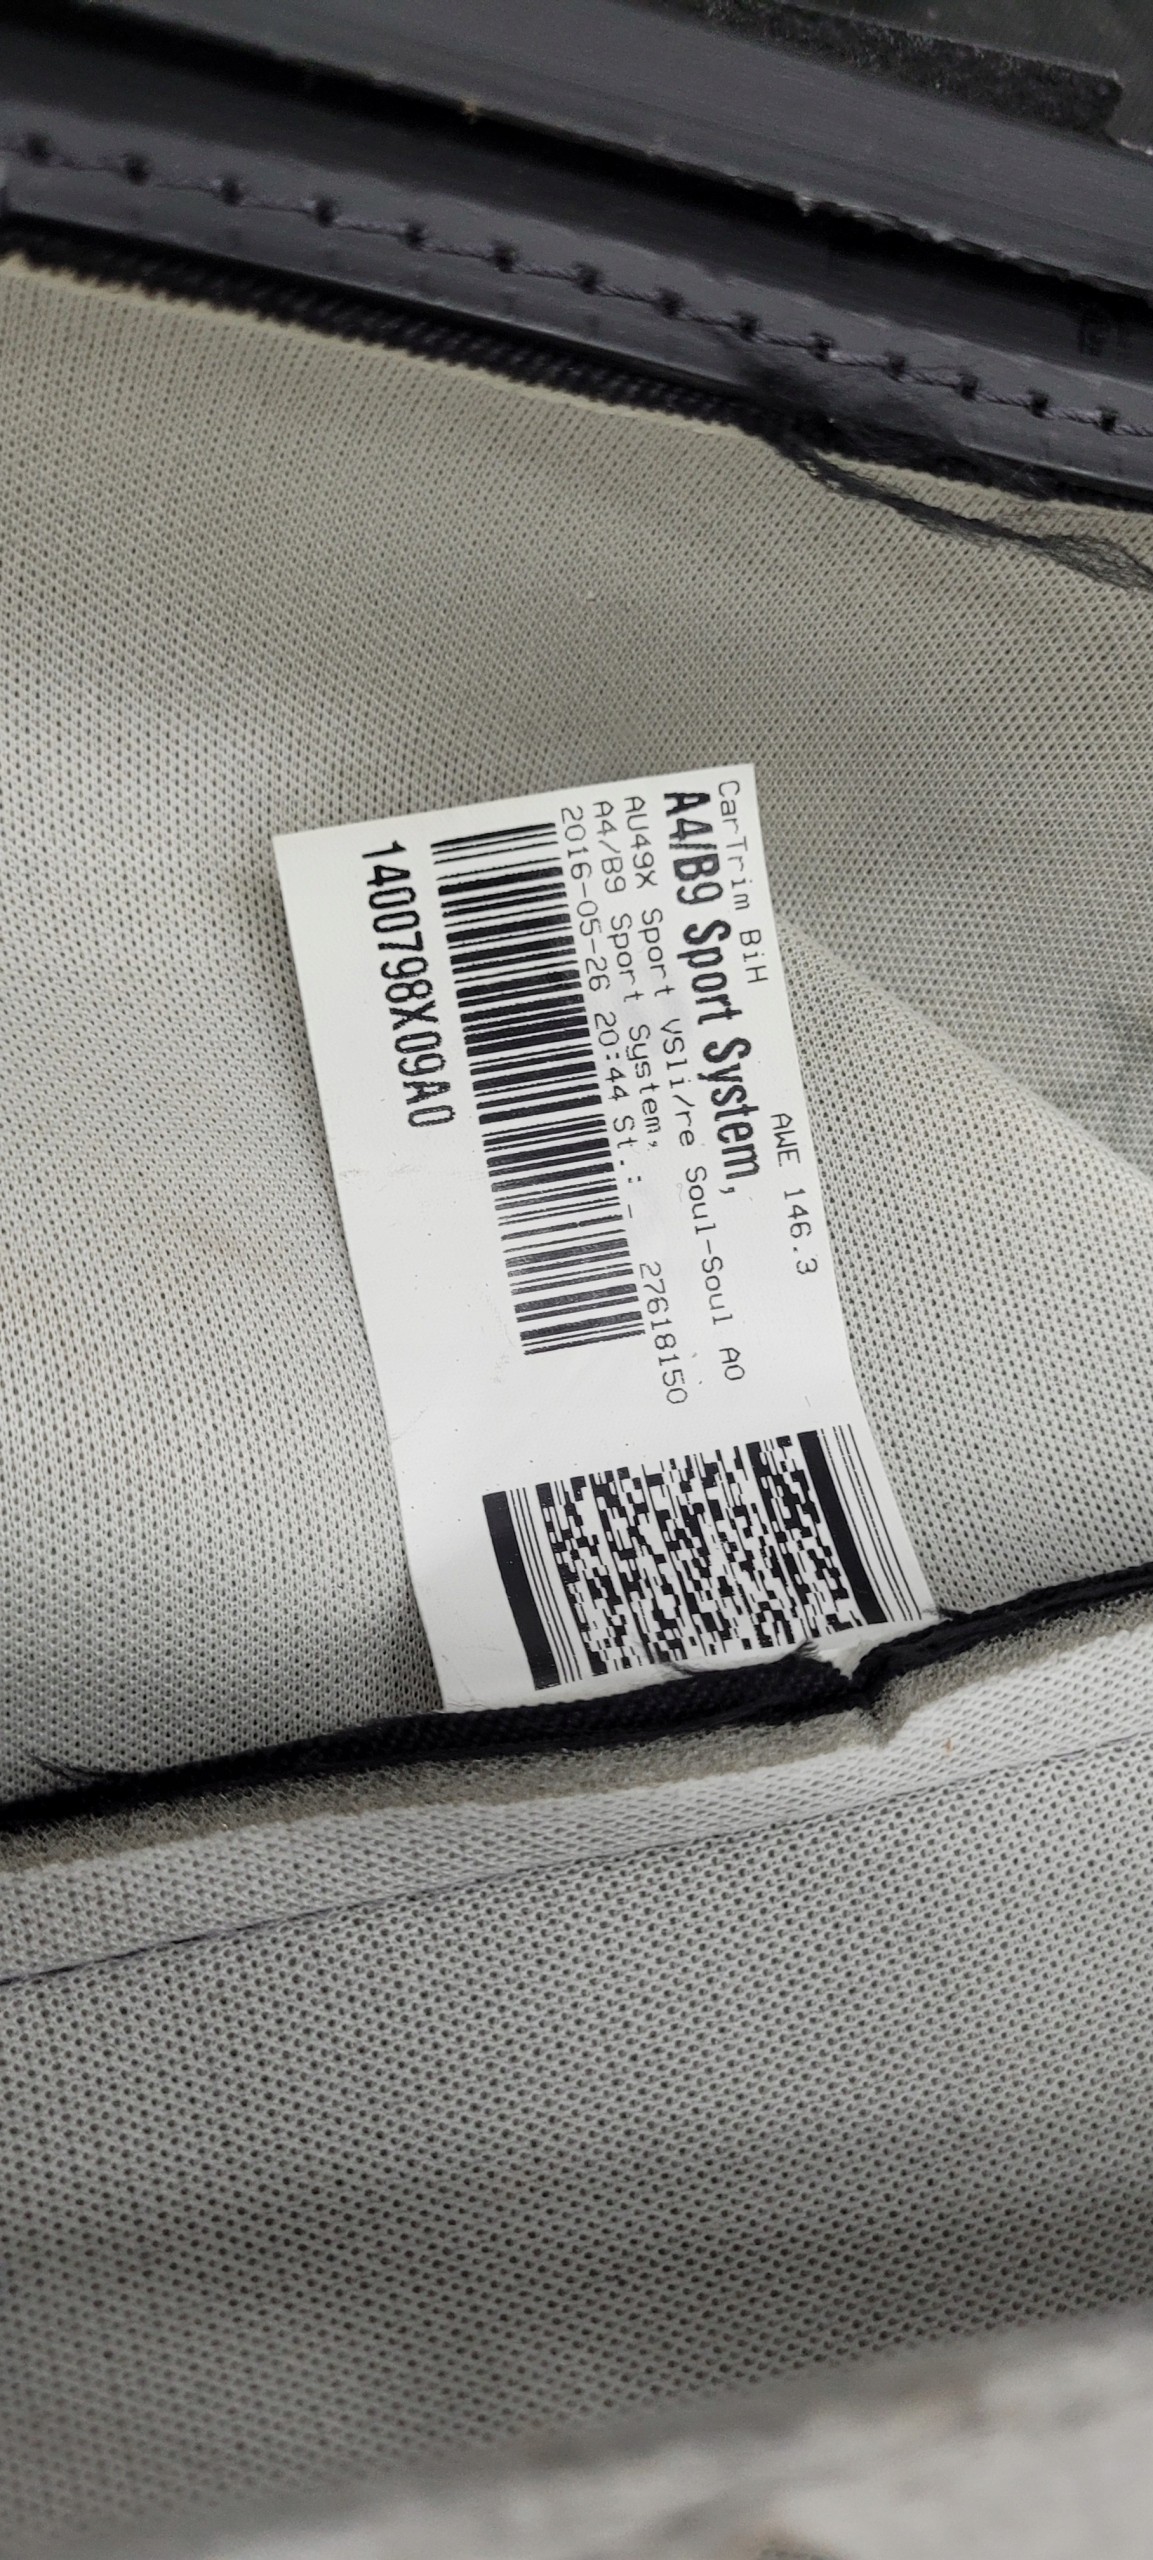 CarTrim BiH AWE 146.3
A4/B9 Sport System,
AU49X Sport VSli/re Soul-Soul A0
A4/B9 Sport System,
2016-05-26 20:44 St.: - 27618150
1400798X09A0